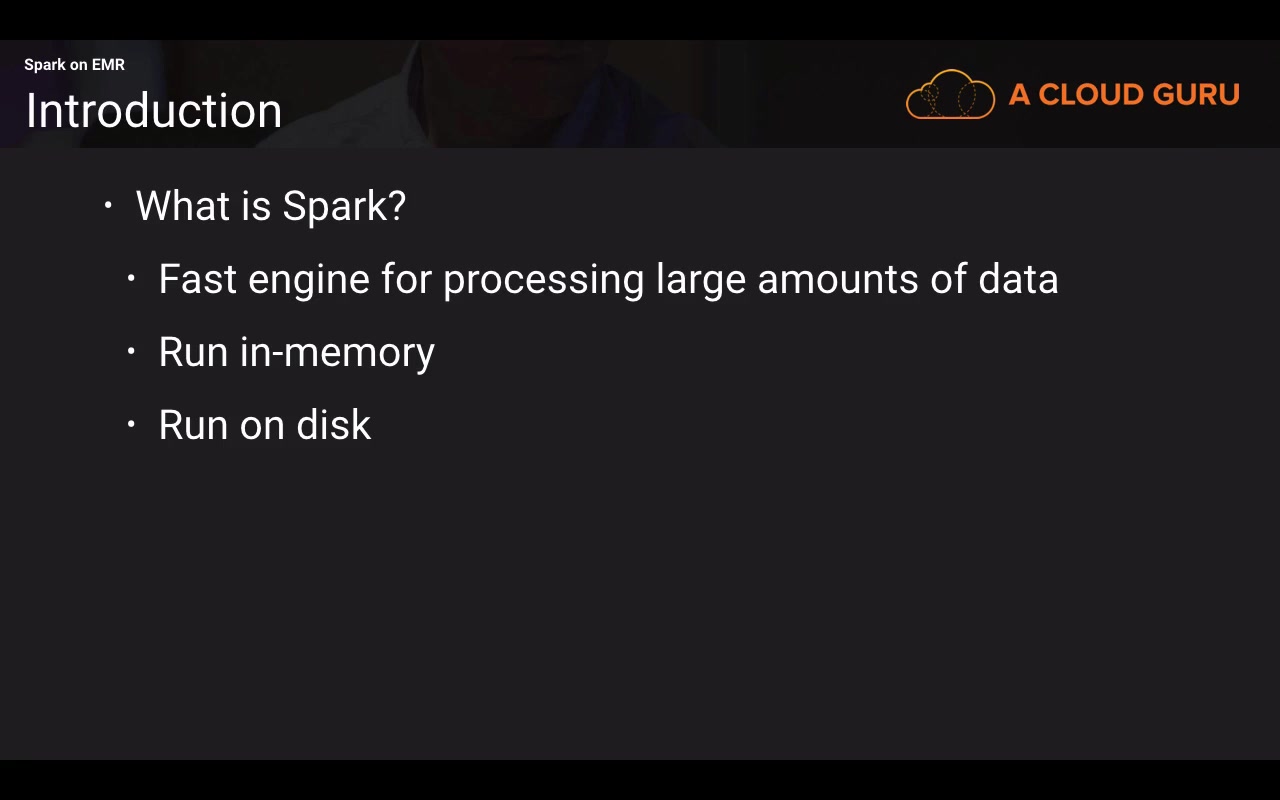 Spark on EMR
Introduction
A CLOUD GURU
• What is Spark?
• Fast engine for processing large amounts of data
• Run in-memory
• Run on disk